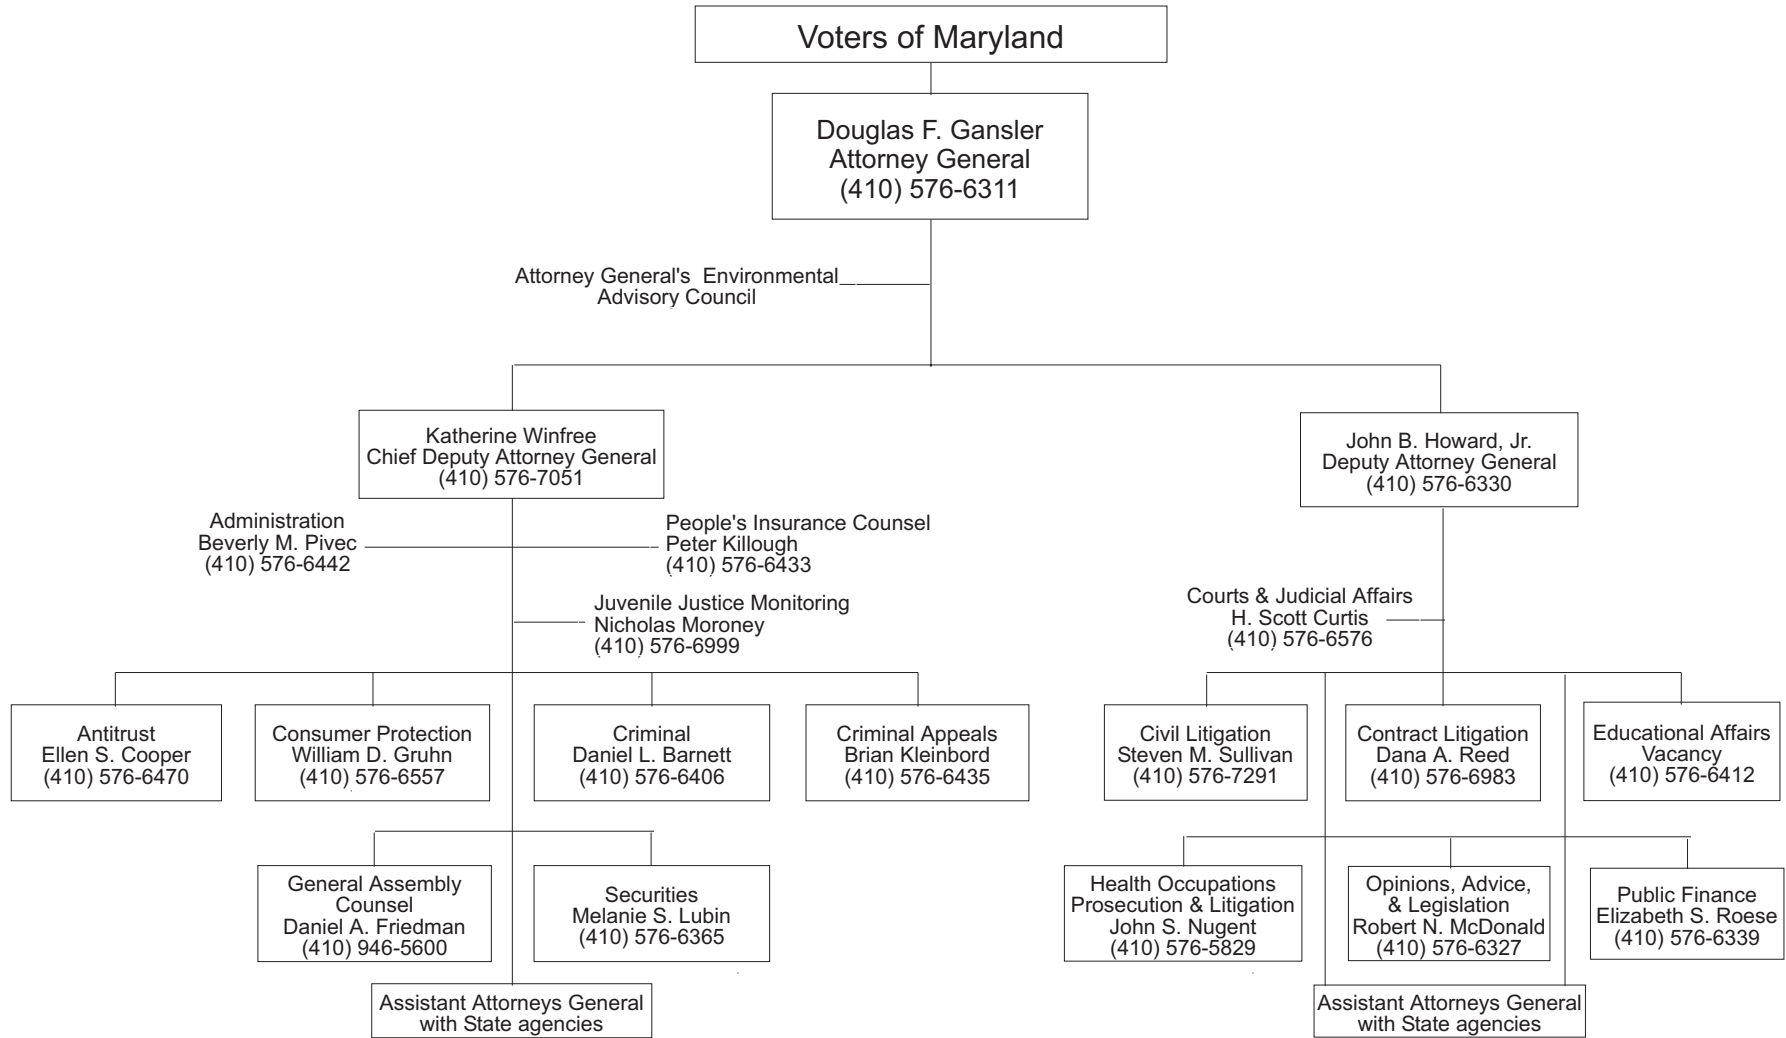 Voters of Maryland
Douglas F. Gansler
Attorney General
(410) 576-6311
Attorney General's Environmental
Advisory Council
Katherine Winfree
Chief Deputy Attorney General
(410) 576-7051
John B. Howard, Jr.
Deputy Attorney General
(410) 576-6330
Administration
Beverly M. Pivec
(410) 576-6442
People's Insurance Counsel
Peter Killough
(410) 576-6433
Juvenile Justice Monitoring
Nicholas Moroney
(410) 576-6999
Courts & Judicial Affairs
H. Scott Curtis
(410) 576-6576
Antitrust
Ellen S. Cooper
(410) 576-6470
Consumer Protection
William D. Gruhn
(410) 576-6557
Criminal
Daniel L. Barnett
(410) 576-6406
Criminal Appeals
Brian Kleinbord
(410) 576-6435
Civil Litigation
Steven M. Sullivan
(410) 576-7291
Contract Litigation
Dana A. Reed
(410) 576-6983
Educational Affairs
Vacancy
(410) 576-6412
General Assembly
Counsel
Daniel A. Friedman
(410) 946-5600
Securities
Melanie S. Lubin
(410) 576-6365
Health Occupations
Prosecution & Litigation
John S. Nugent
(410) 576-5829
Opinions, Advice,
& Legislation
Robert N. McDonald
(410) 576-6327
Public Finance
Elizabeth S. Roese
(410) 576-6339
Assistant Attorneys General
with State agencies
Assistant Attorneys General
with State agencies